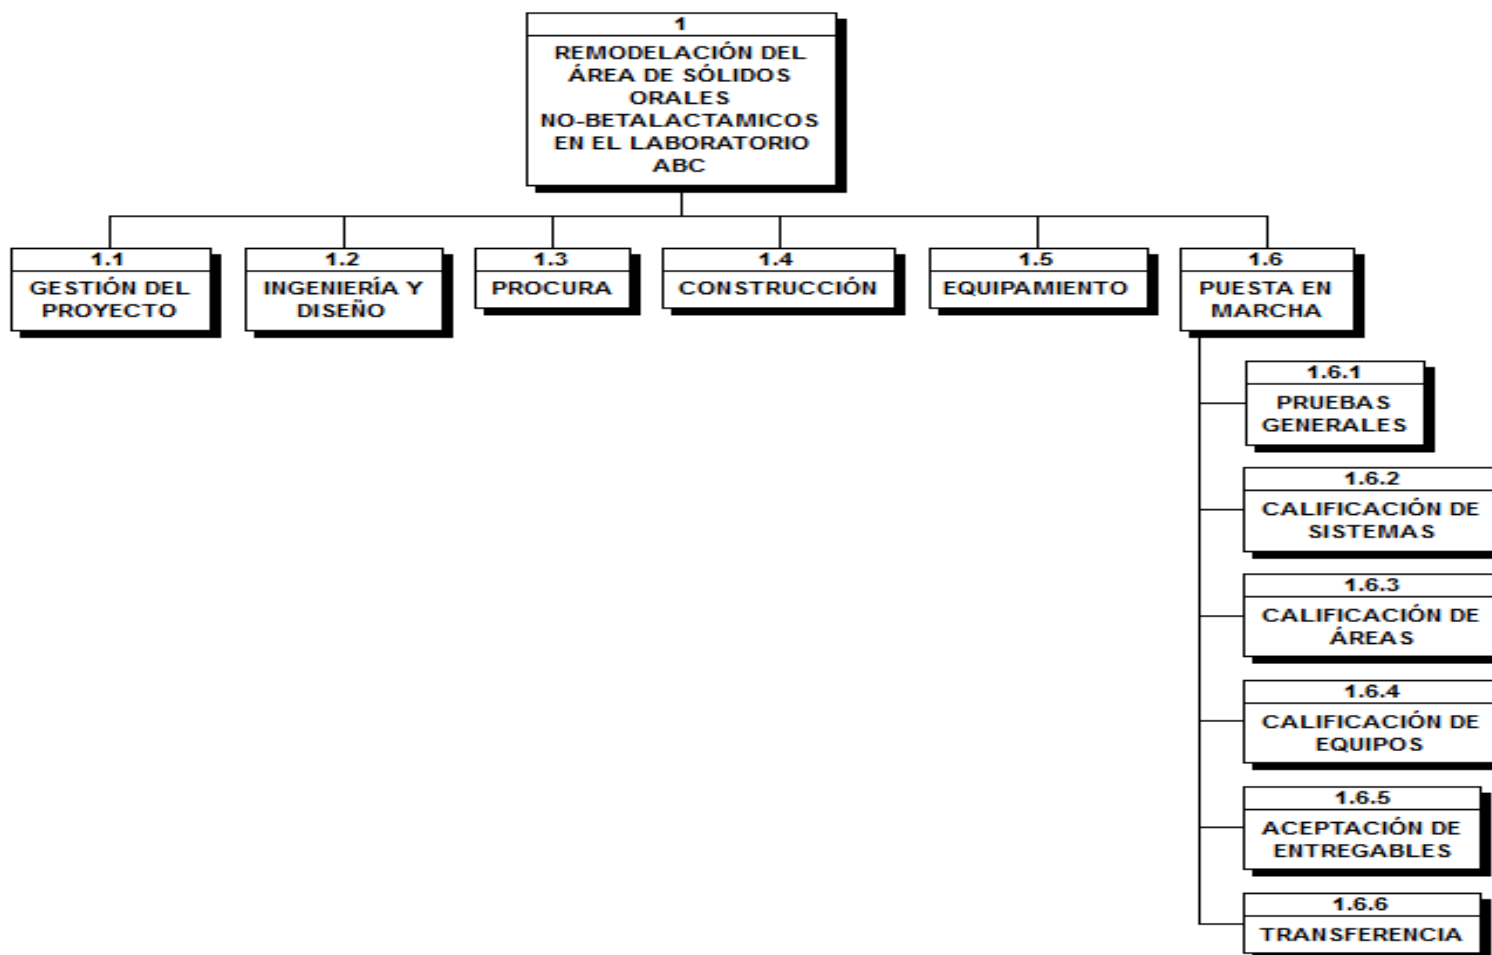 1
REMODELACIÓN DEL
ÁREA DE SÓLIDOS
ORALES
NO-BETALACTAMICOS
EN EL LABORATORIO
ABC
1.1
GESTIÓN DEL
PROYECTO
1.2
INGENIERÍA Y
DISEÑO
1.3
PROCURA
1.4
CONSTRUCCIÓN
1.5
EQUIPAMIENTO
1.6
PUESTA EN
MARCHA
1.6.1
PRUEBAS
GENERALES
1.6.2
CALIFICACIÓN DE
SISTEMAS
1.6.3
CALIFICACIÓN DE
ÁREAS
1.6.4
CALIFICACIÓN DE
EQUIPOS
1.6.5
ACEPTACIÓN DE
ENTREGABLES
1.6.6
TRANSFERENCIA